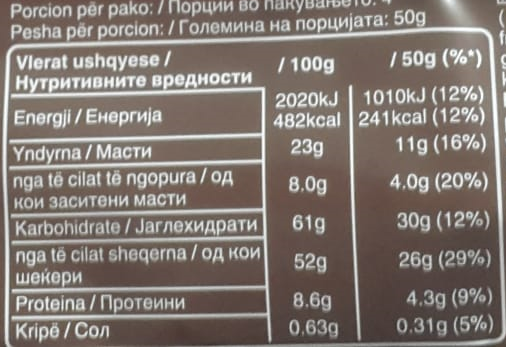 Porcion për pako: / Порции во пакувањето: 4
Pesha për porcion: / Големина на порцијата: 50g
Vlerat ushqyese / / 100g / 50g (%*)
Нутритивните вредности
Energji / Енергија 2020kJ 1010kJ (12%)
482kcal 241kcal (12%)
Yndyrna / Масти 23g 11g (16%)
nga të cilat të ngopura / од 8.0g 4.0g (20%)
кои заситени масти
Karbohidrate / Јаглехидрати 61g 30g (12%)
nga të cilat sheqerna / од кои 52g 26g (29%)
шеќери
Proteina / Протеини 8.6g 4.3g (9%)
Kripë / Сол 0.63g 0.31g (5%)